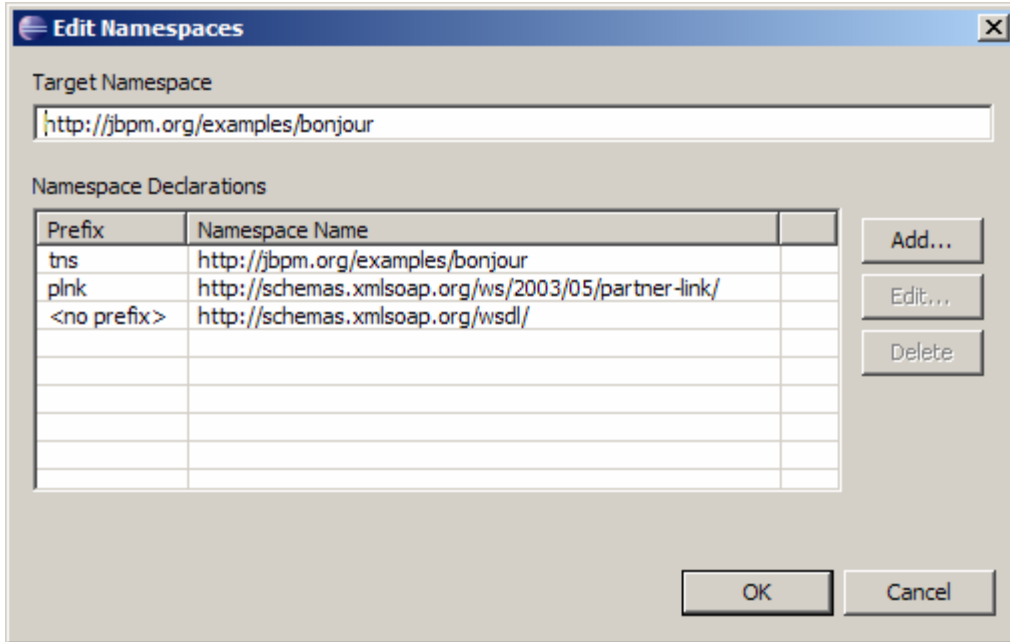 Edit Namespaces
Target Namespace
http://jbpm.org/examples/bonjour
Namespace Declarations
Prefix Namespace Name
tns http://jbpm.org/examples/bonjour
plnk http://schemas.xmlsoap.org/ws/2003/05/partner-link/
<no prefix> http://schemas.xmlsoap.org/wsdl/
Add...
Edit...
Delete
OK Cancel